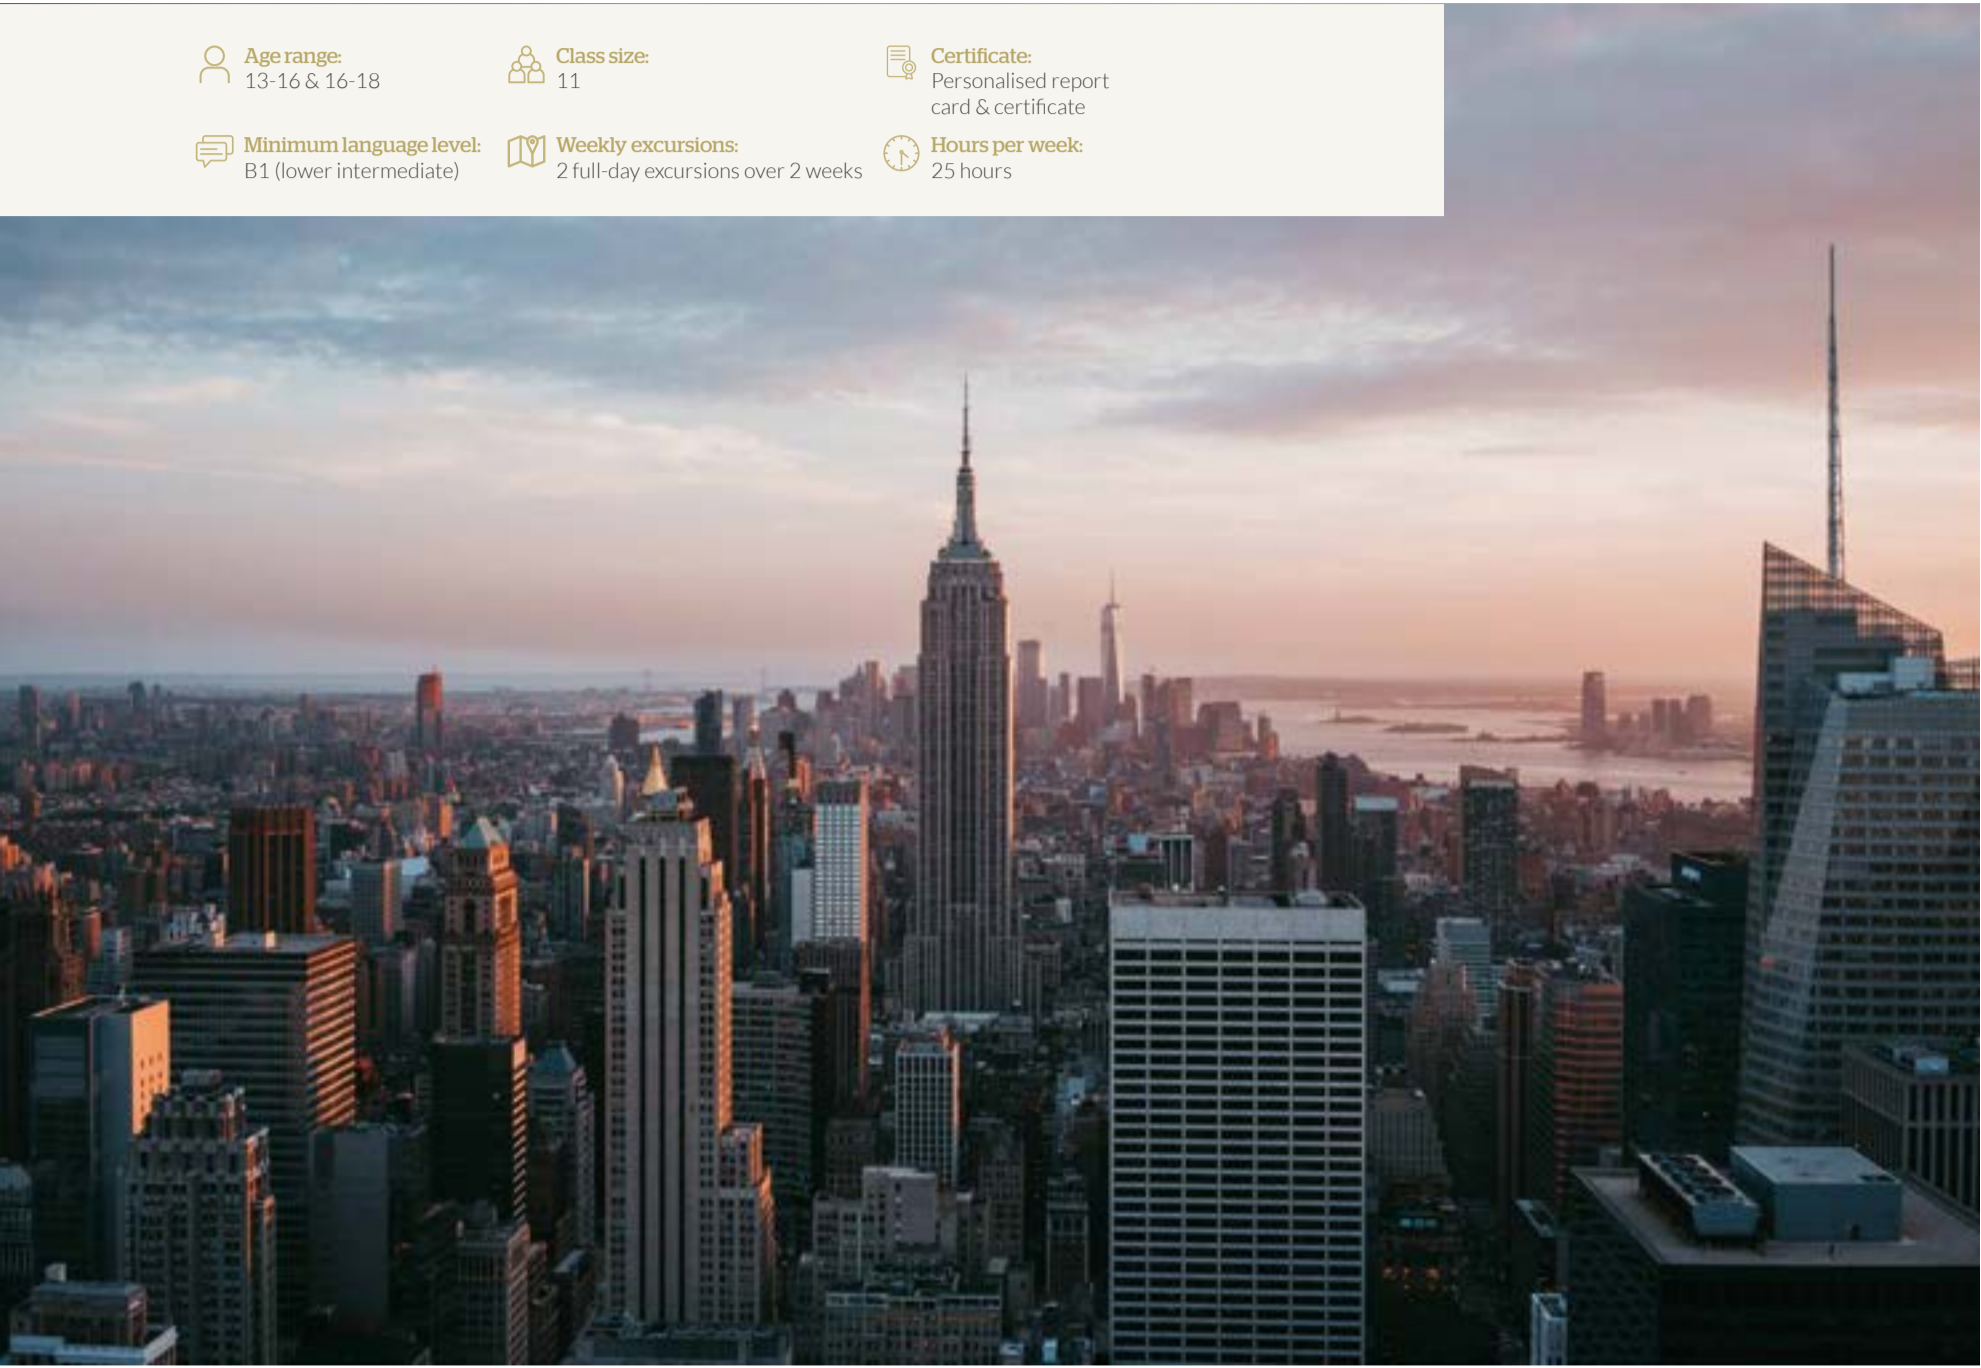 Age range:
13-16 & 16-18
Class size:
11
Certificate:
Personalised report
card & certificate
Minimum language level:
B1 (lower intermediate)
Weekly excursions:
2 full-day excursions over 2 weeks
Hours per week:
25 hours